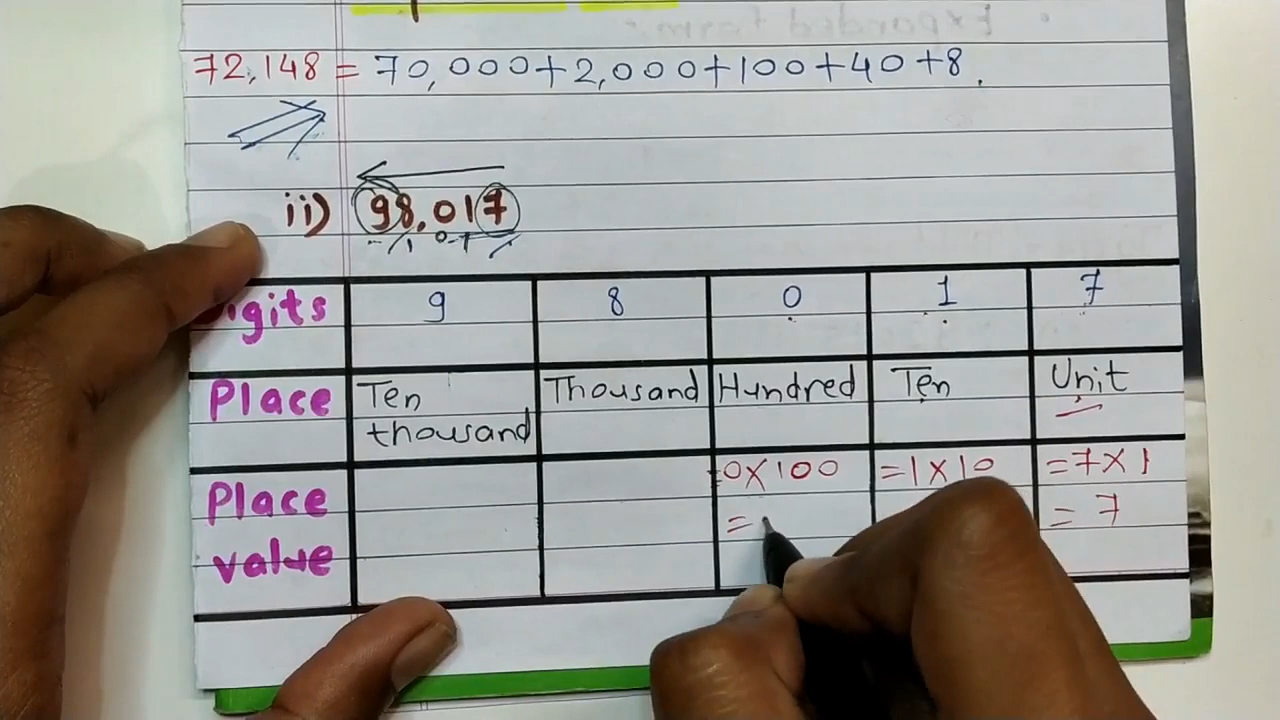 72,148 = 70,000+2,000+100+40+8.
ii) 98,017
Digits 9 8 0 1 7
Place Ten thousand Thousand Hundred Ten Unit
Place value =0×100 =1×10 =7×1
= = 7